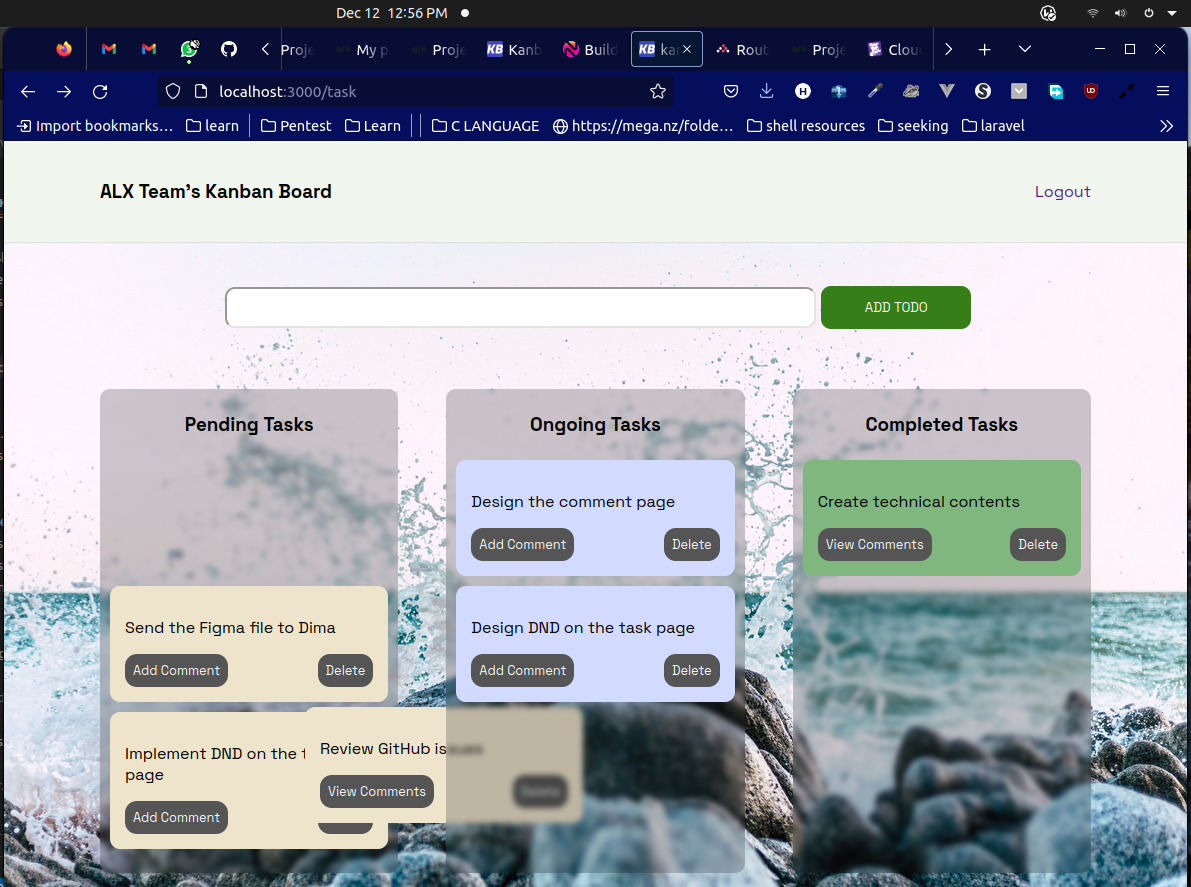 Dec 12 12:56 PM
Proje
My p
Proje
KB Kanb
Build
KB kan
Rout
Proje
Clou
localhost:3000/task
Import bookmarks...
learn
Pentest
Learn
C LANGUAGE
https://mega.nz/folde...
shell resources
seeking
laravel
ALX Team's Kanban Board
Logout
ADD TODO
Pending Tasks
Send the Figma file to Dima
Add Comment Delete
Implement DND on the
page
Add Comment
Review GitHub issues
View Comments Delete
Ongoing Tasks
Design the comment page
Add Comment Delete
Design DND on the task page
Add Comment Delete
Completed Tasks
Create technical contents
View Comments Delete